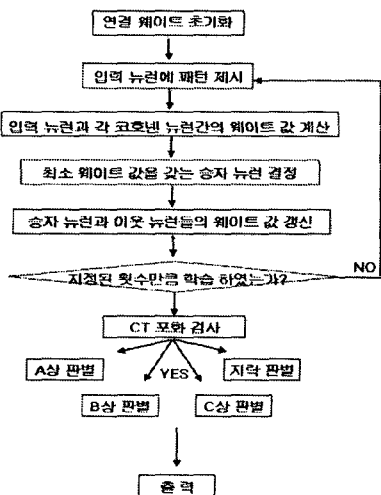 연결 웨이트 초기화
입력 뉴런에 패턴 제시
입력 뉴런과 각 코호넨 뉴런간의 웨이트 값 계산
최소 웨이트 값을 갖는 승자 뉴런 결정
승자 뉴런과 이웃 뉴런들의 웨이트 값 갱신
지정된 횟수만큼 학습 하였는가?
NO
CT 포화 검사
A상 판별
YES
지락 판별
B상 판별
C상 판별
출 력